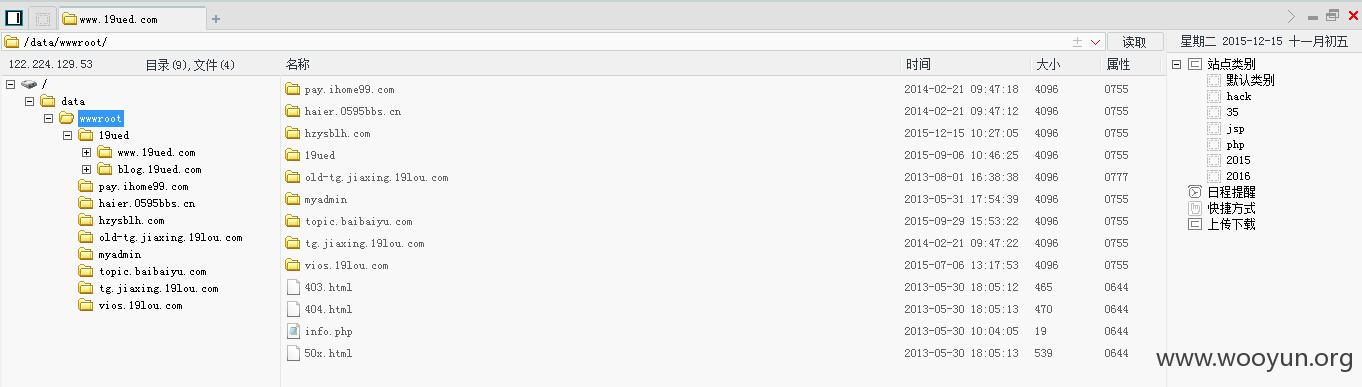 www.19ued.com
/data/wwwroot/
读取
星期二 2015-12-15 十一月初五
122.224.129.53 目录(9),文件(4)
名称 时间 大小 属性
/
data
wwwroot
19ued
www.19ued.com
blog.19ued.com
pay.ihome99.com
haier.0595bbs.cn
hzysblh.com
old-tg.jiaxing.19lou.com
myadmin
topic.baibaiyu.com
tg.jiaxing.19lou.com
vios.19lou.com
pay.ihome99.com 2014-02-21 09:47:18 4096 0755
haier.0595bbs.cn 2014-02-21 09:47:12 4096 0755
hzysblh.com 2015-12-15 10:27:05 4096 0755
19ued 2015-09-06 10:46:25 4096 0755
old-tg.jiaxing.19lou.com 2013-08-01 16:38:38 4096 0777
myadmin 2013-05-31 17:54:39 4096 0755
topic.baibaiyu.com 2015-09-29 15:53:22 4096 0755
tg.jiaxing.19lou.com 2014-02-21 09:47:22 4096 0755
vios.19lou.com 2015-07-06 13:17:53 4096 0755
403.html 2013-05-30 18:05:12 465 0644
404.html 2013-05-30 18:05:13 470 0644
info.php 2013-05-30 10:04:05 19 0644
50x.html 2013-05-30 18:05:13 539 0644
站点类别
默认类别
hack
35
jsp
php
2015
2016
日程提醒
快捷方式
上传下载
www.wooyun.org